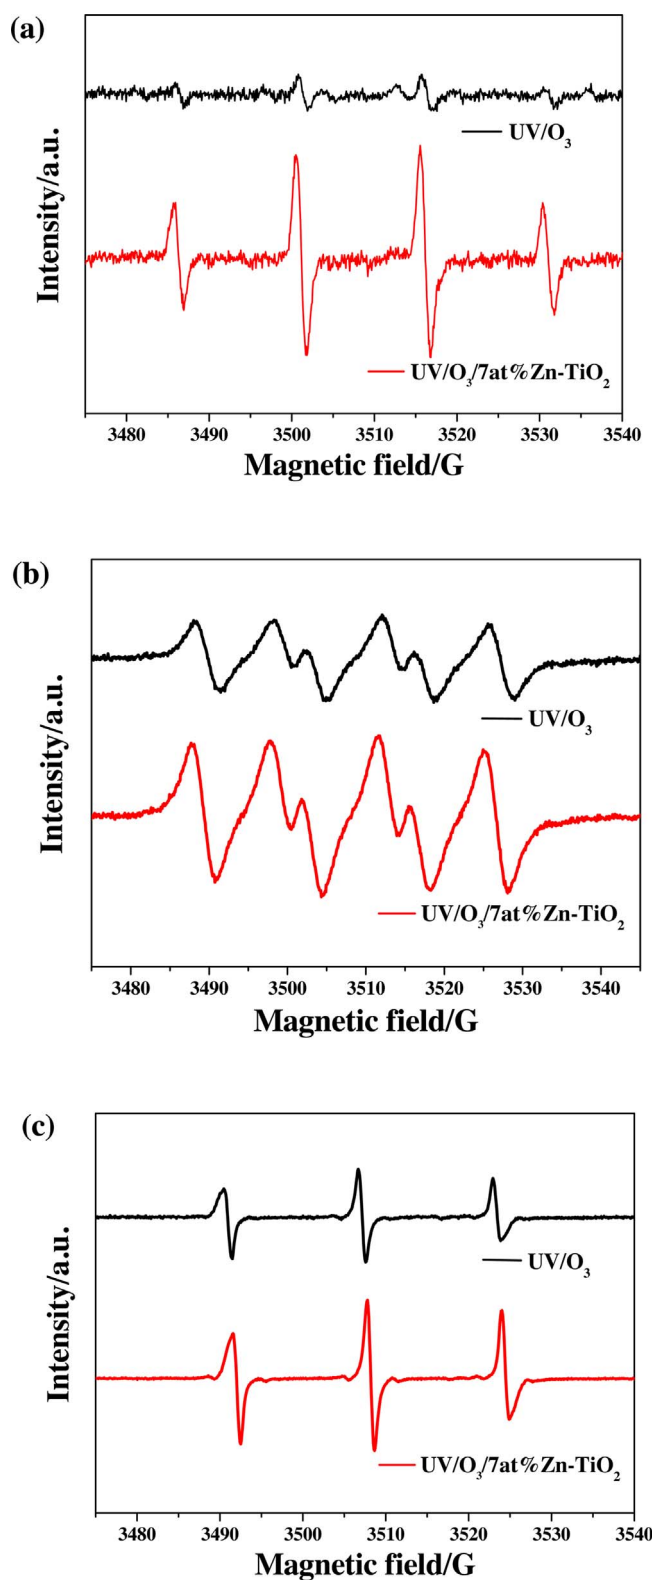 (a)
Intensity/a.u.
UV/O₃
UV/O₃/7at%Zn-TiO₂
3480 3490 3500 3510 3520 3530 3540
Magnetic field/G
(b)
Intensity/a.u.
UV/O₃
UV/O₃/7at%Zn-TiO₂
3480 3490 3500 3510 3520 3530 3540
Magnetic field/G
(c)
Intensity/a.u.
UV/O₃
UV/O₃/7at%Zn-TiO₂
3480 3490 3500 3510 3520 3530 3540
Magnetic field/G